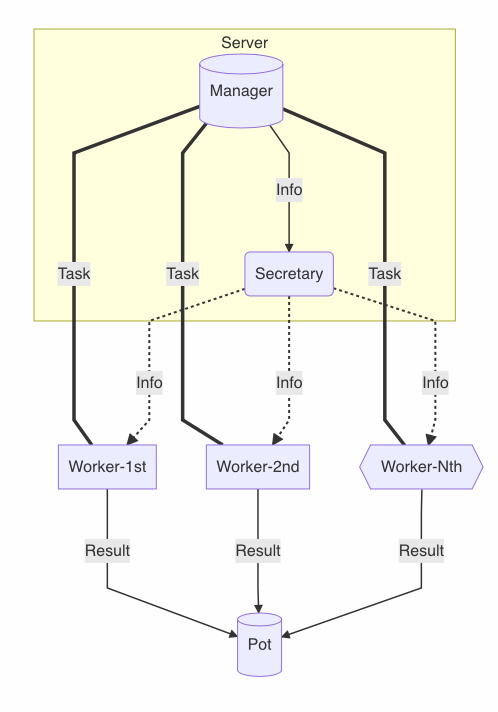 Server
Manager
Info
Task
Task
Secretary
Task
Info
Info
Info
Worker-1st
Worker-2nd
Worker-Nth
Result
Result
Result
Pot